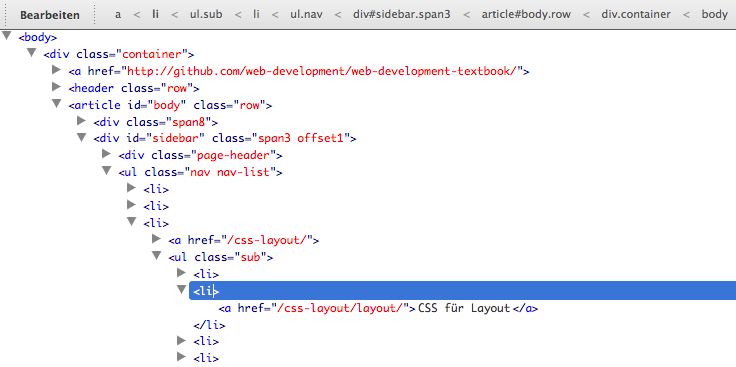 Bearbeiten a < li < ul.sub < li < ul.nav < div#sidebar.span3 < article#body.row < div.container < body
<body>
<div class="container">
<a href="http://github.com/web-development/web-development-textbook/">
<header class="row">
<article id="body" class="row">
<div class="span8">
<div id="sidebar" class="span3 offset1">
<div class="page-header">
<ul class="nav nav-list">
<li>
<li>
<li>
<a href="/css-layout/">
<ul class="sub">
<li>
<li>
<a href="/css-layout/layout/">CSS für Layout</a>
</li>
<li>
<li>